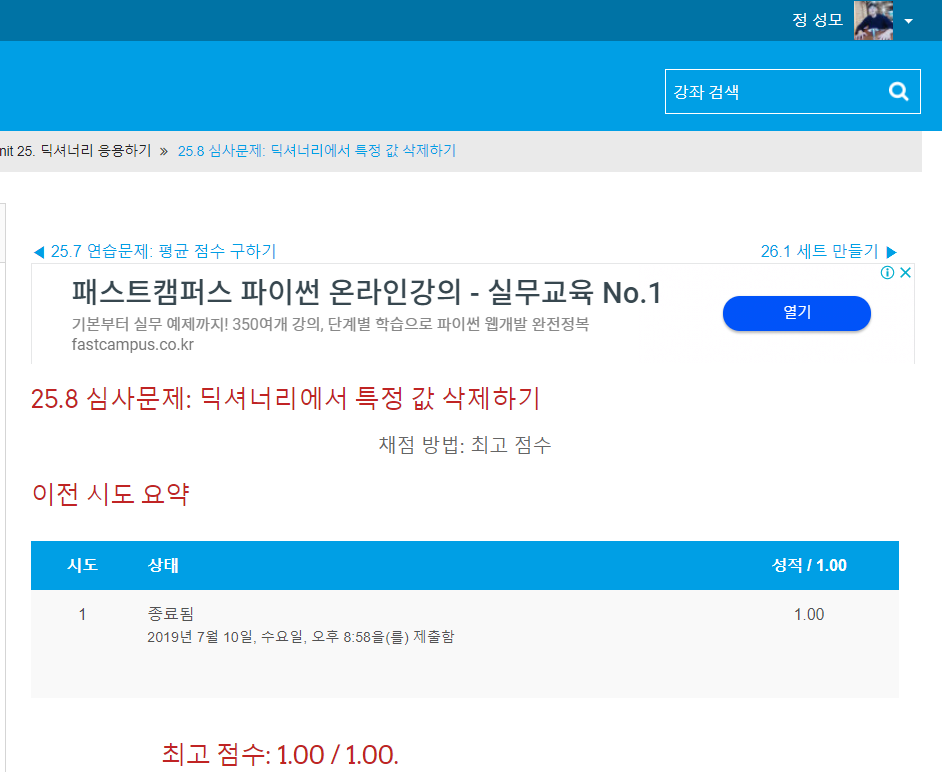 정 성모
강좌 검색
nit 25. 딕셔너리 응용하기 » 25.8 심사문제: 딕셔너리에서 특정 값 삭제하기
◀ 25.7 연습문제: 평균 점수 구하기
26.1 세트 만들기 ▶
패스트캠퍼스 파이썬 온라인강의 - 실무교육 No.1
기본부터 실무 예제까지! 350여개 강의, 단계별 학습으로 파이썬 웹개발 완전정복
fastcampus.co.kr
열기
25.8 심사문제: 딕셔너리에서 특정 값 삭제하기
채점 방법: 최고 점수
이전 시도 요약
시도 상태 성적 / 1.00
1 종료됨 1.00
2019년 7월 10일, 수요일, 오후 8:58을(를) 제출함
최고 점수: 1.00 / 1.00.